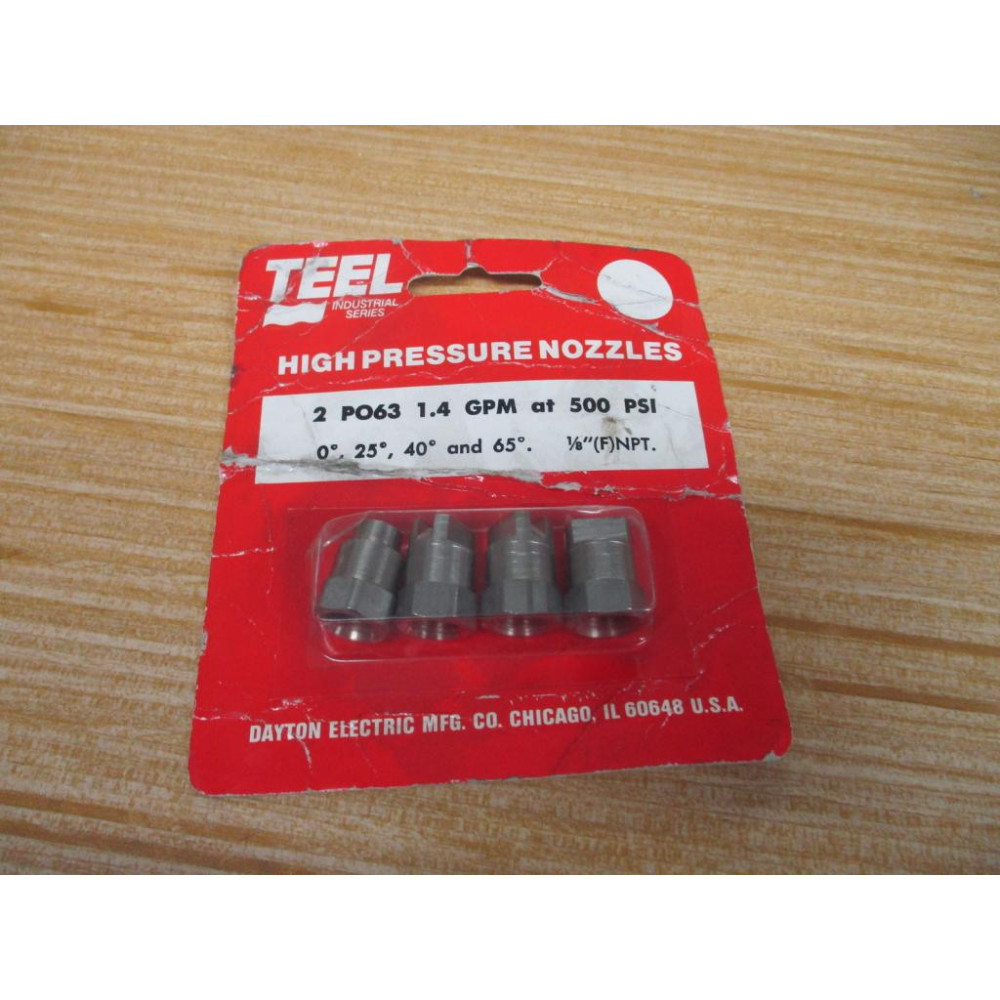 TEEL
INDUSTRIAL
SERIES
HIGH PRESSURE NOZZLES
2 PO63 1.4 GPM at 500 PSI
0°, 25°, 40° and 65°. ⅛"(F)NPT.
DAYTON ELECTRIC MFG. CO. CHICAGO, IL 60648 U.S.A.